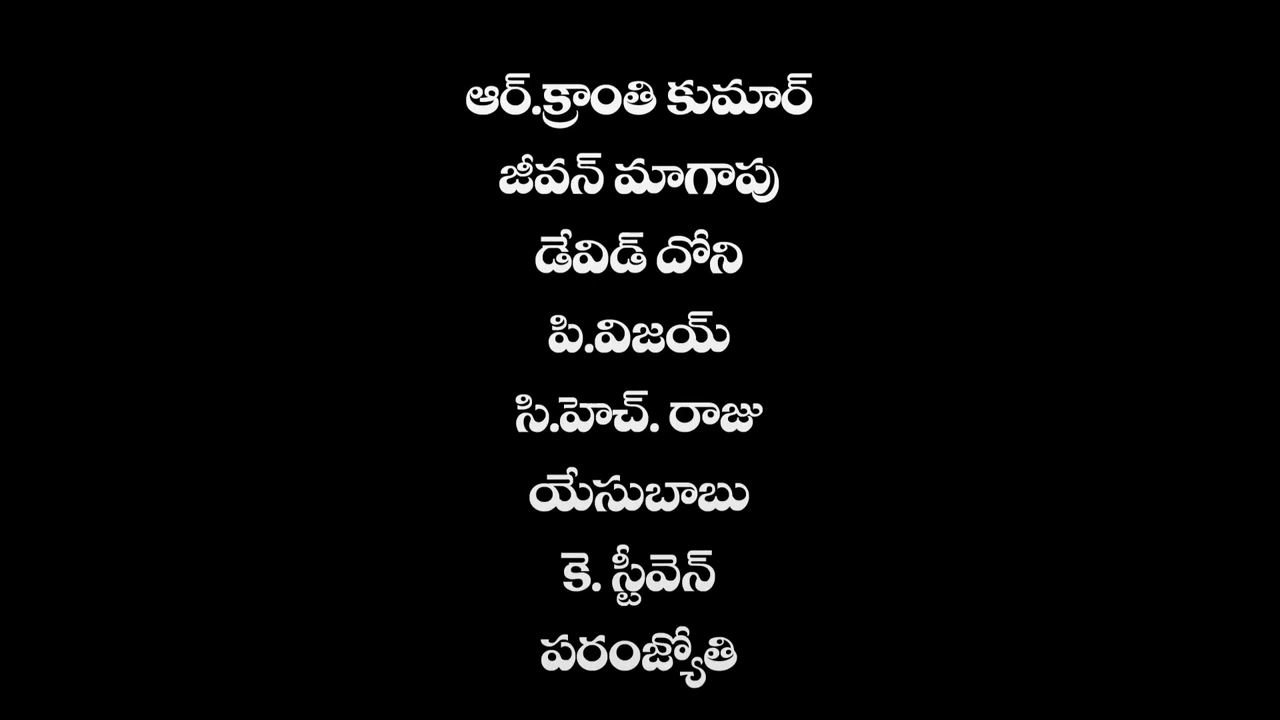 ఆర్.క్రాంతి కుమార్
జీవన్ మాగాపు
డేవిడ్ దోని
పి.విజయ్
సి.హెచ్. రాజు
యేసుబాబు
కె. స్టీవెన్
పరంజ్యోతి